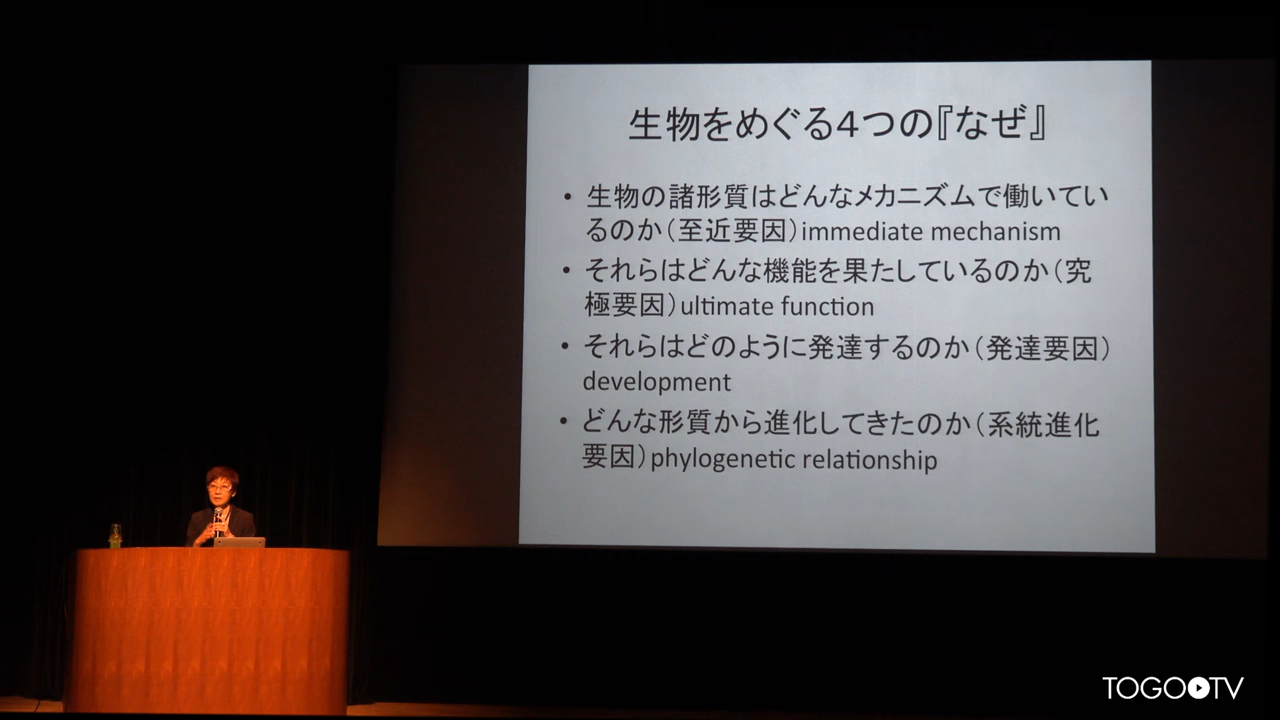 生物をめぐる4つの『なぜ』
• 生物の諸形質はどんなメカニズムで働いてい
るのか(至近要因)immediate mechanism
• それらはどんな機能を果たしているのか(究
極要因)ultimate function
• それらはどのように発達するのか(発達要因)
development
• どんな形質から進化してきたのか(系統進化
要因)phylogenetic relationship
TOGO TV